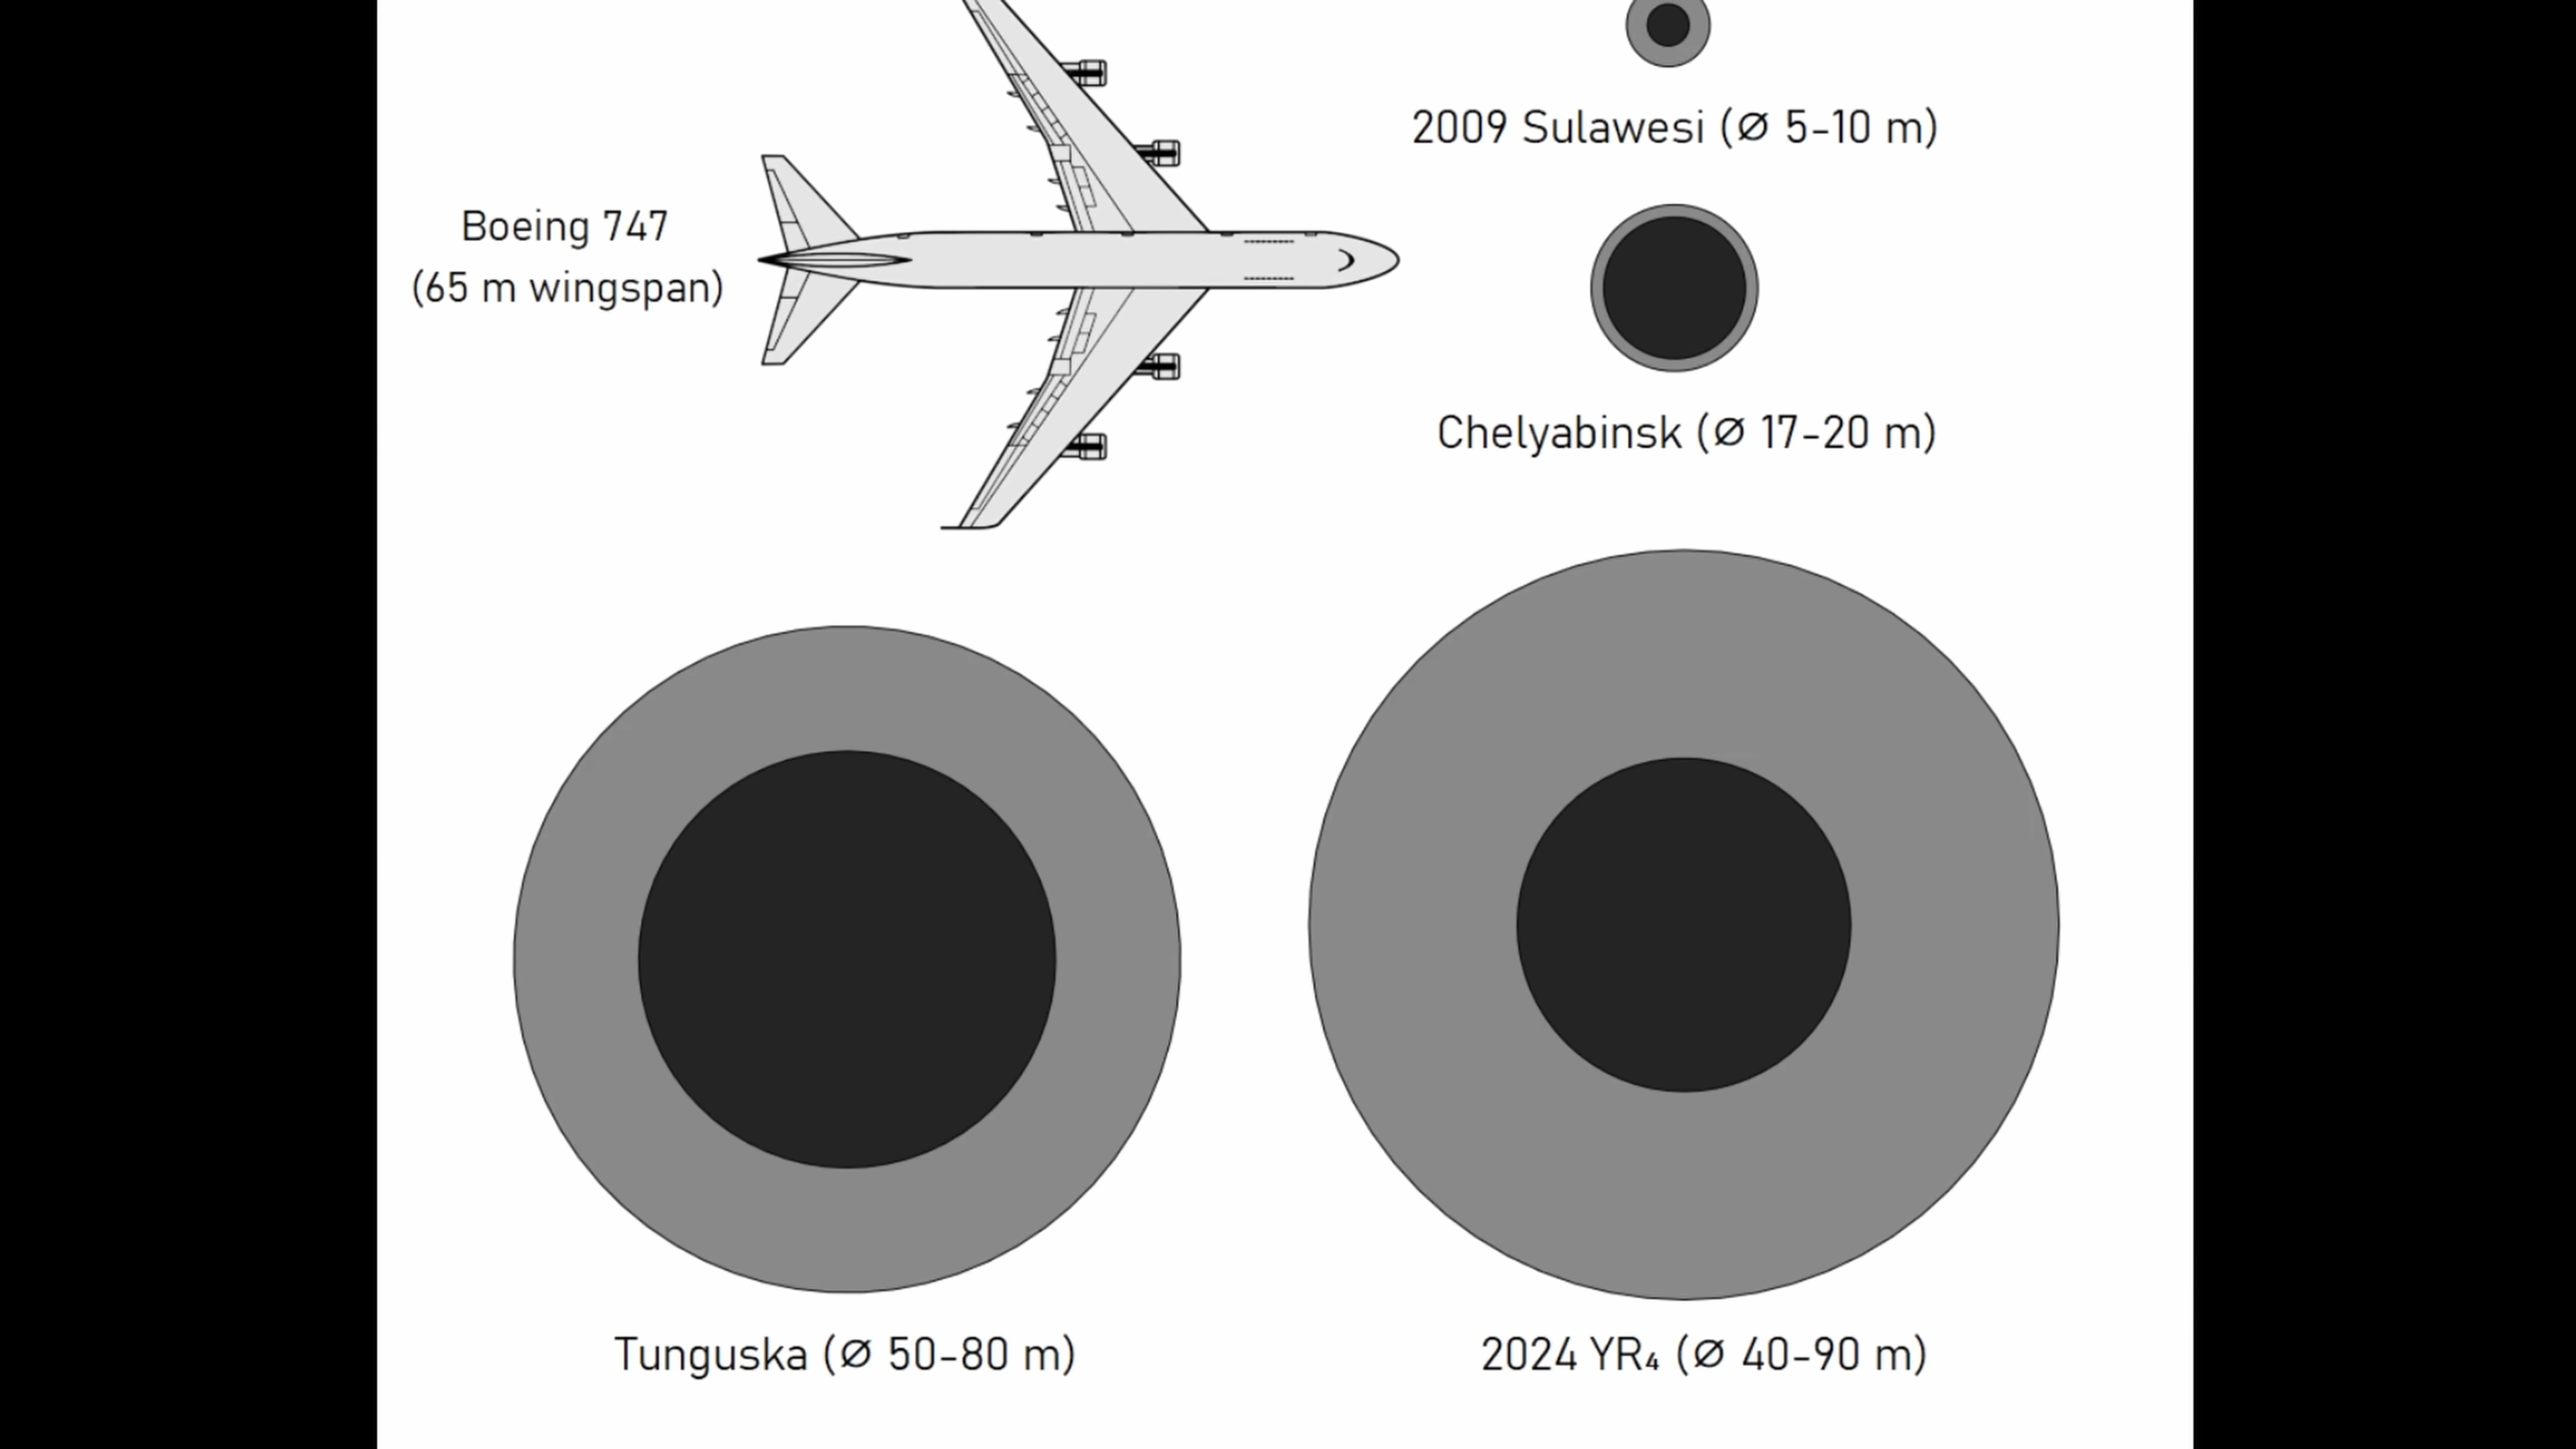 2009 Sulawesi (Ø 5-10 m)
Boeing 747
(65 m wingspan)
Chelyabinsk (Ø 17-20 m)
Tunguska (Ø 50-80 m)
2024 YR₄ (Ø 40-90 m)